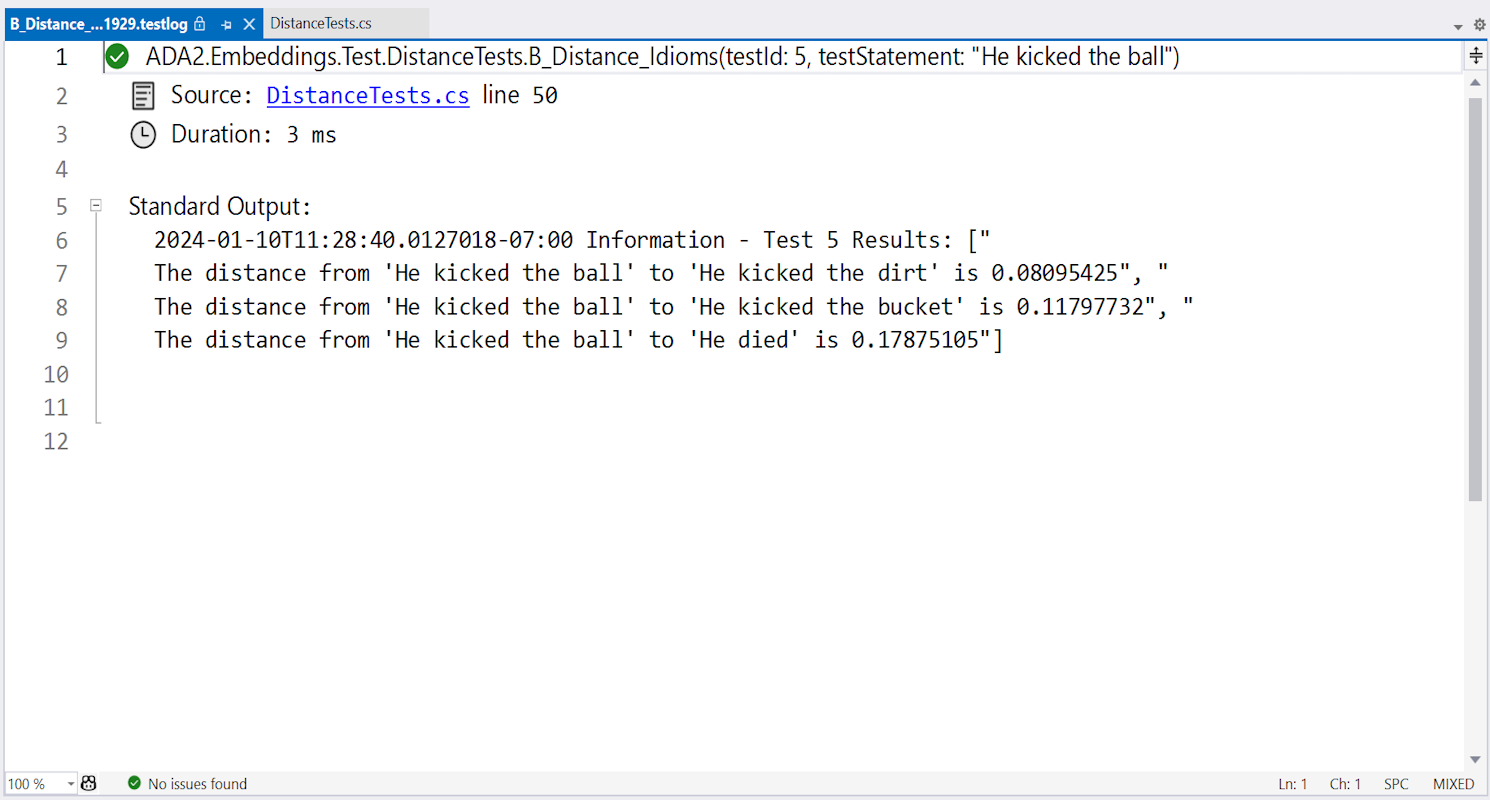 B_Distance_...1929.testlog DistanceTests.cs
1 ADA2.Embeddings.Test.DistanceTests.B_Distance_Idioms(testId: 5, testStatement: "He kicked the ball")
2 Source: DistanceTests.cs line 50
3 Duration: 3 ms
4
5 Standard Output:
6 2024-01-10T11:28:40.0127018-07:00 Information - Test 5 Results: ["
7 The distance from 'He kicked the ball' to 'He kicked the dirt' is 0.08095425", "
8 The distance from 'He kicked the ball' to 'He kicked the bucket' is 0.11797732", "
9 The distance from 'He kicked the ball' to 'He died' is 0.17875105"]
10
11
12
100 % No issues found Ln: 1 Ch: 1 SPC MIXED